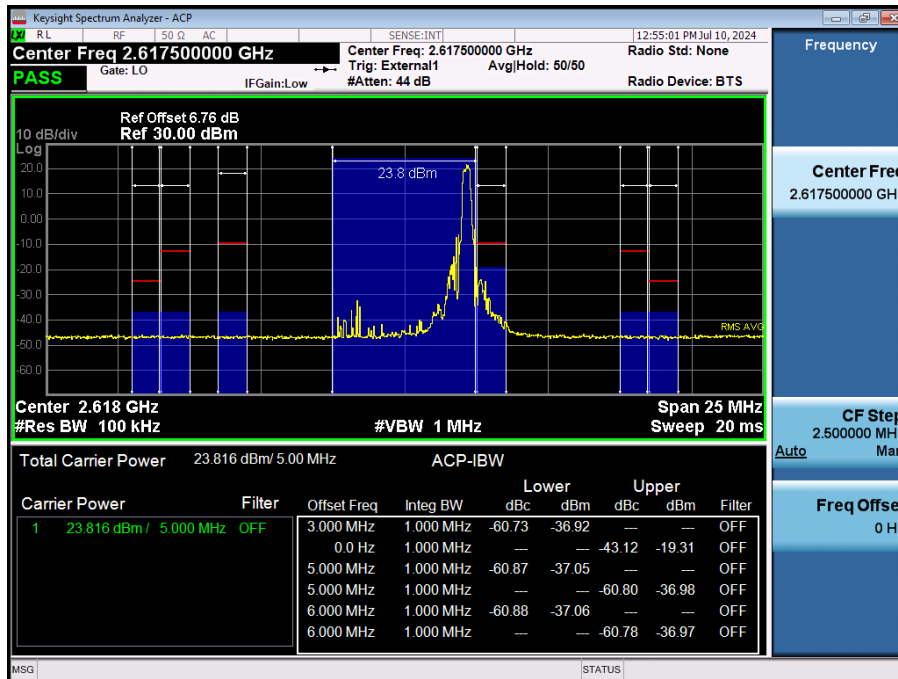 Keysight Spectrum Analyzer - ACP
LXI RL RF 50 Ω AC SENSE:INT 12:55:01 PM Jul 10, 2024
Center Freq 2.617500000 GHz
Center Freq: 2.617500000 GHz Radio Std: None
PASS Gate: LO Trig: External1 Avg|Hold: 50/50
IFGain:Low #Atten: 44 dB Radio Device: BTS
Ref Offset 6.76 dB
10 dB/div Ref 30.00 dBm
Log
20.0
10.0
0.00
-10.0
-20.0
-30.0
-40.0
-50.0
-60.0
23.8 dBm
RMS AVG
Center 2.618 GHz Span 25 MHz
#Res BW 100 kHz #VBW 1 MHz Sweep 20 ms
Total Carrier Power 23.816 dBm/ 5.00 MHz ACP-IBW
Lower Upper
Carrier Power Filter Offset Freq Integ BW dBc dBm dBc dBm Filter
1 23.816 dBm / 5.000 MHz OFF 3.000 MHz 1.000 MHz -60.73 -36.92 --- --- OFF
0.0 Hz 1.000 MHz --- --- -43.12 -19.31 OFF
5.000 MHz 1.000 MHz -60.87 -37.05 --- --- OFF
5.000 MHz 1.000 MHz --- --- -60.80 -36.98 OFF
6.000 MHz 1.000 MHz -60.88 -37.06 --- --- OFF
6.000 MHz 1.000 MHz --- --- -60.78 -36.97 OFF
MSG STATUS
Frequency
Center Fre
2.617500000 GH
CF Step
2.500000 MH
Auto Ma
Freq Offse
0 H